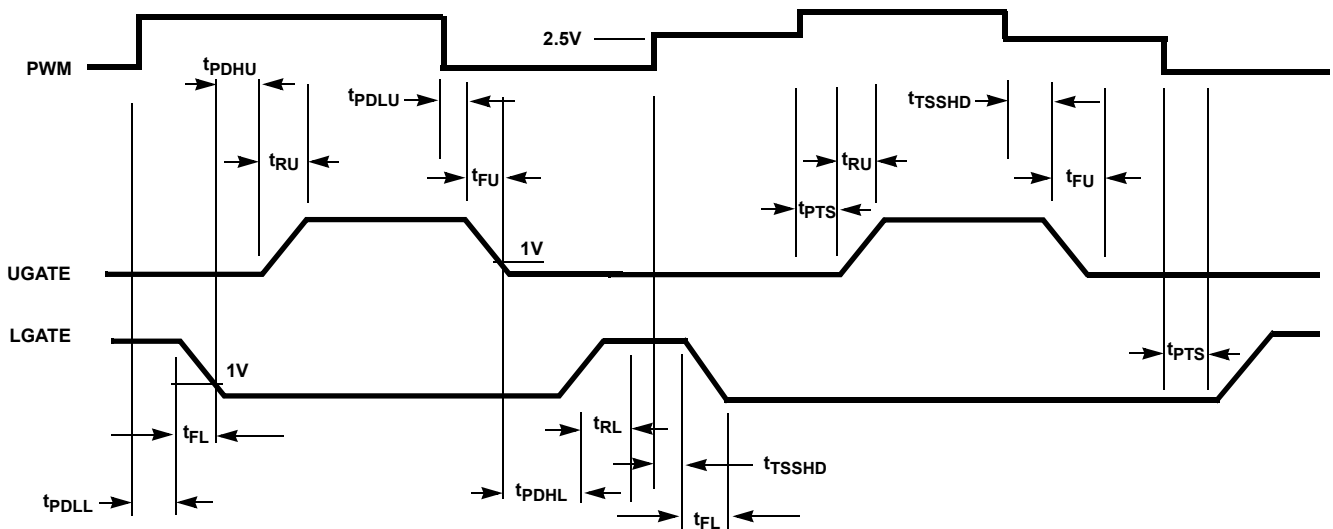 2.5V
PWM
tPDHU
tPDLU
tTSSHD
tRU
tFU
tRU
tFU
tPTS
1V
UGATE
LGATE
1V
tPTS
tFL
tRL
tTSSHD
tPDLL
tPDHL
tFL